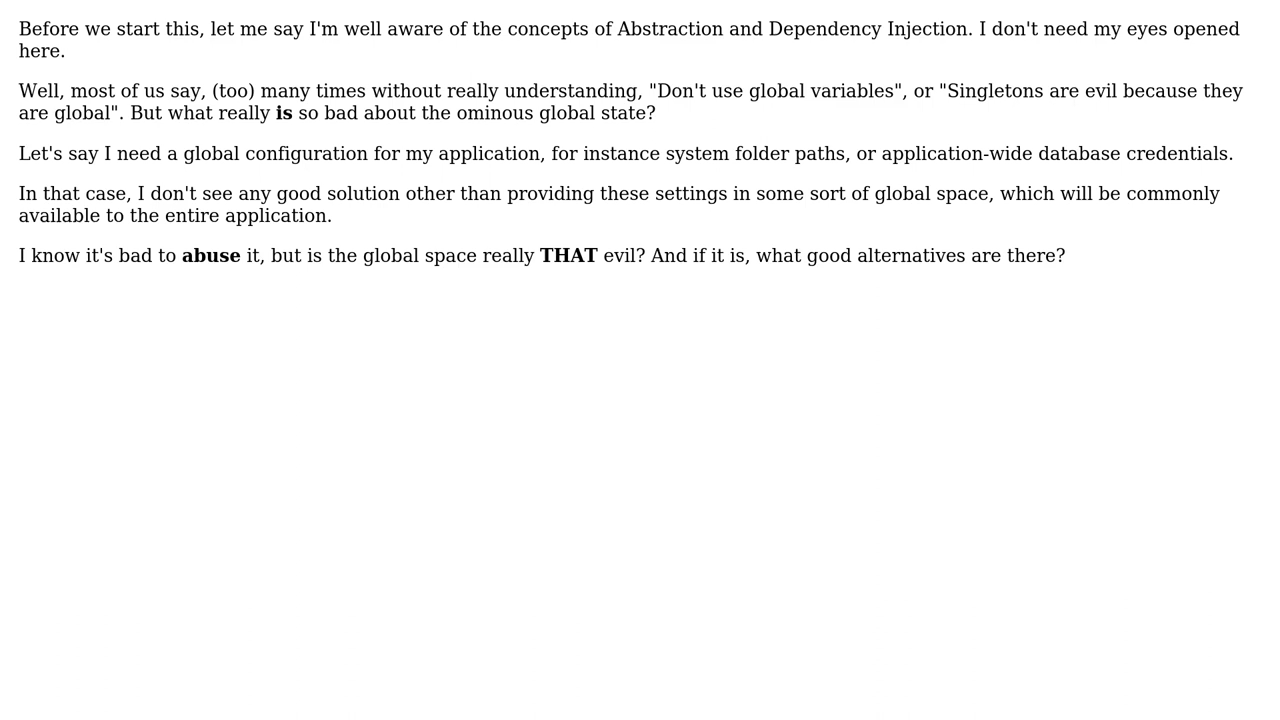 Before we start this, let me say I'm well aware of the concepts of Abstraction and Dependency Injection. I don't need my eyes opened
here.
Well, most of us say, (too) many times without really understanding, "Don't use global variables", or "Singletons are evil because they
are global". But what really is so bad about the ominous global state?
Let's say I need a global configuration for my application, for instance system folder paths, or application-wide database credentials.
In that case, I don't see any good solution other than providing these settings in some sort of global space, which will be commonly
available to the entire application.
I know it's bad to abuse it, but is the global space really THAT evil? And if it is, what good alternatives are there?